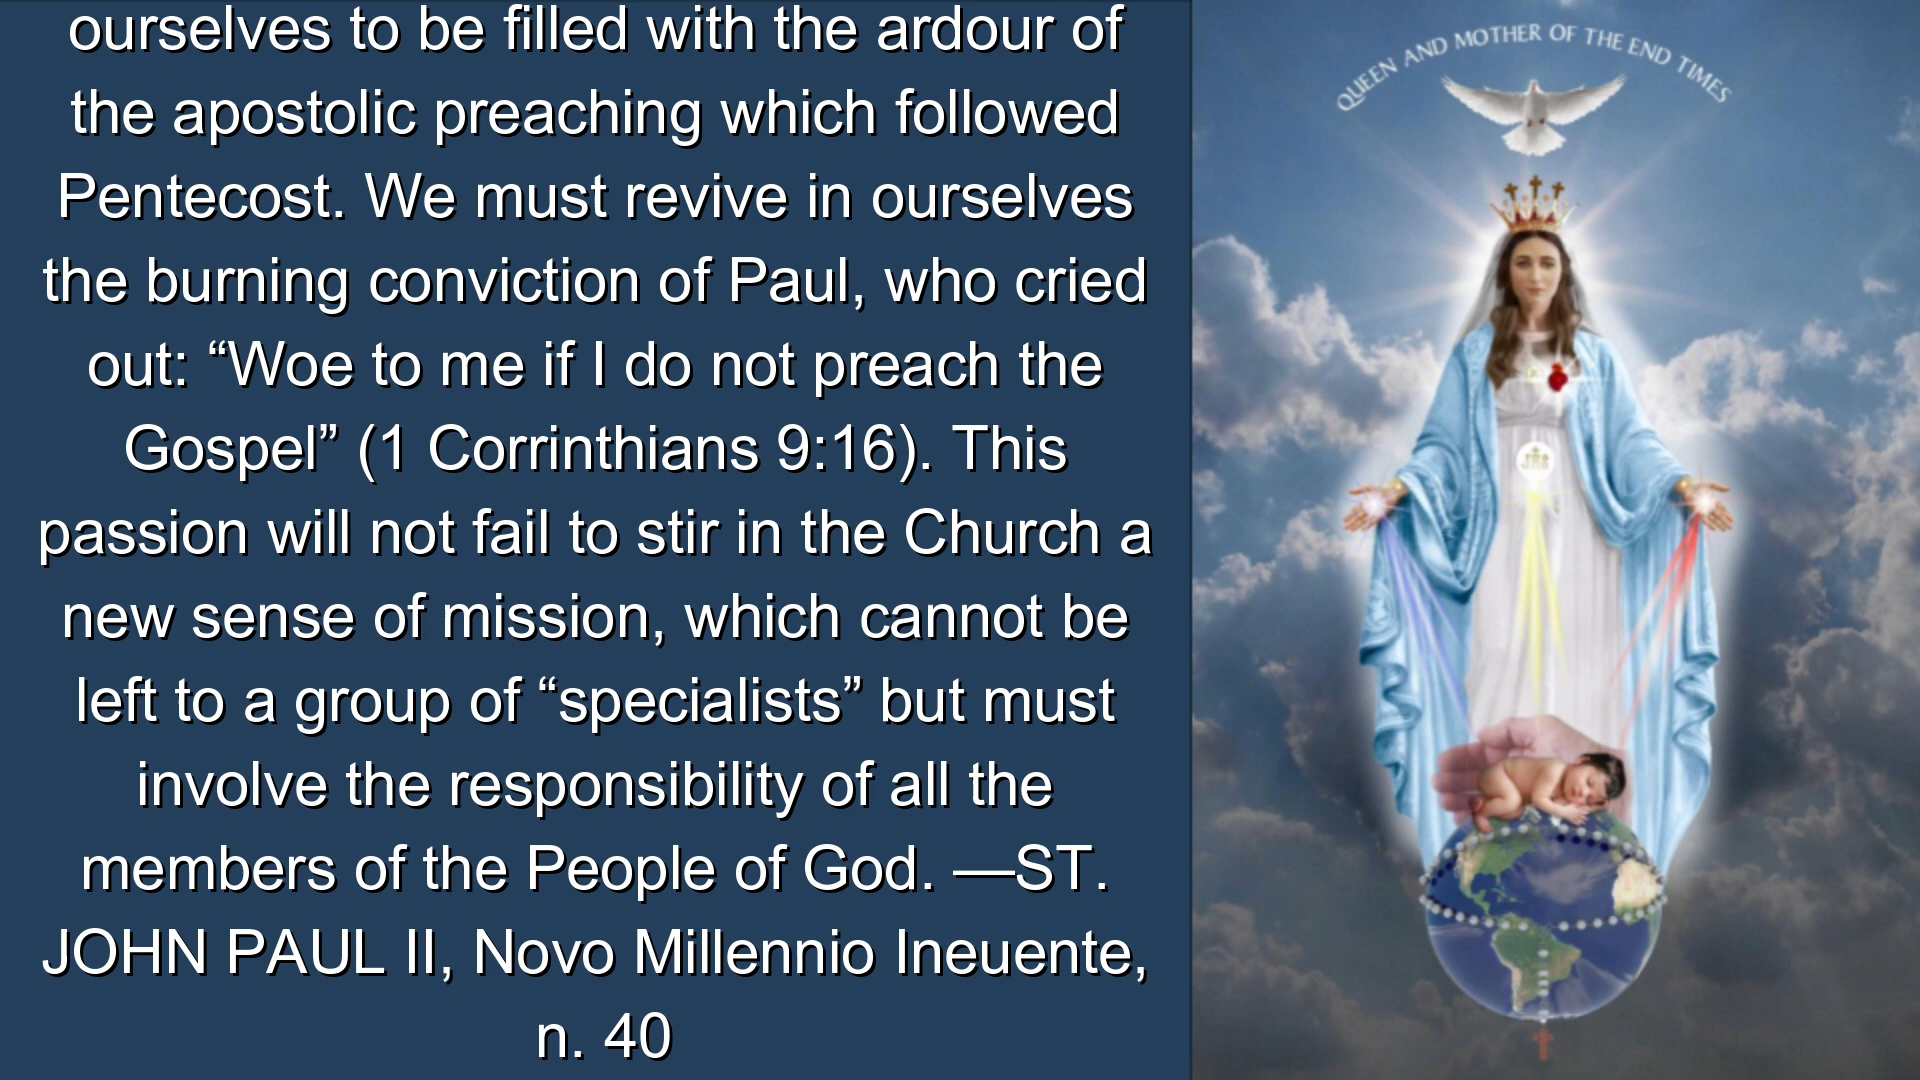 ourselves to be filled with the ardour of
the apostolic preaching which followed
Pentecost. We must revive in ourselves
the burning conviction of Paul, who cried
out: “Woe to me if I do not preach the
Gospel” (1 Corrinthians 9:16). This
passion will not fail to stir in the Church a
new sense of mission, which cannot be
left to a group of “specialists” but must
involve the responsibility of all the
members of the People of God. —ST.
JOHN PAUL II, Novo Millennio Ineuente,
n. 40
QUEEN AND MOTHER OF THE END TIMES
JHS